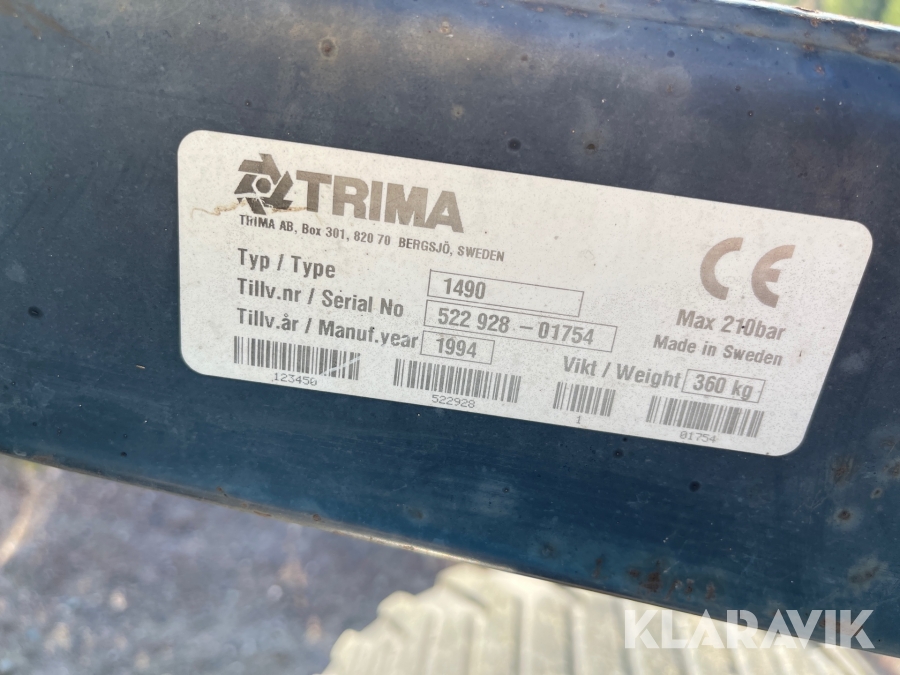 TRIMA
TRIMA AB, Box 301, 820 70 BERGSJÖ, SWEDEN
Typ / Type 1490
Tillv.nr / Serial No 522 928 - 01754
Tillv.år / Manuf.year 1994
CE
Max 210bar
Made in Sweden
Vikt / Weight 360 kg
123450
522928
1
01754
KLARAVIK